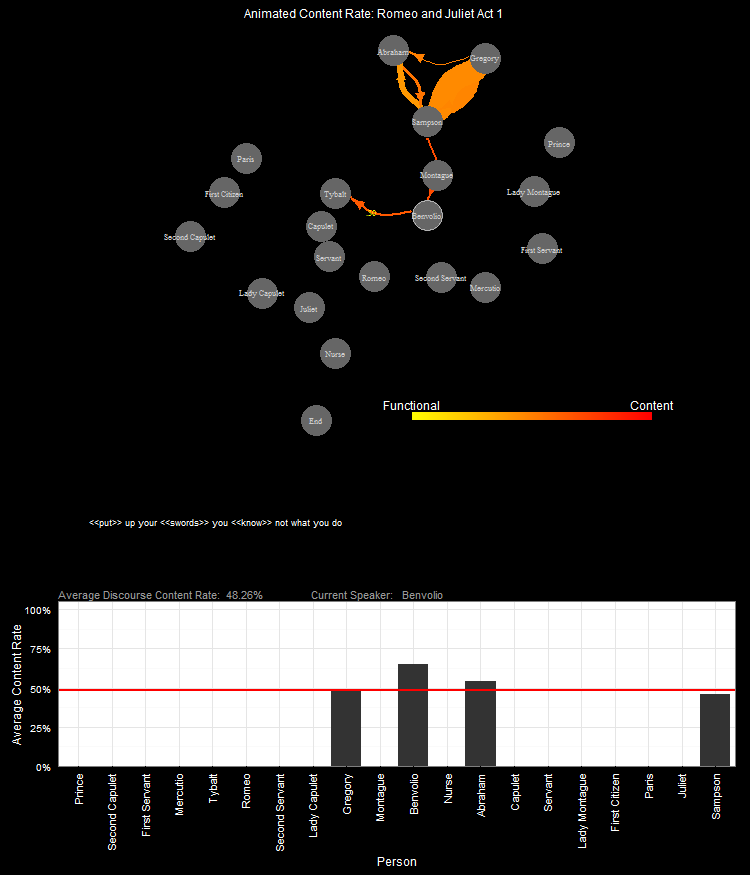 Animated Content Rate: Romeo and Juliet Act 1
Abraham
Gregory
Sampson
Prince
Paris
Montague
First Citizen
Tybalt
Lady Montague
.30
Benvolio
Capulet
Second Capulet
First Servant
Servant
Romeo
Second Servant
Mercutio
Lady Capulet
Juliet
Nurse
Functional
Content
End
<<put>> up your <<swords>> you <<know>> not what you do
Average Discourse Content Rate: 48.26%
Current Speaker: Benvolio
100%
75%
50%
25%
0%
Average Content Rate
Prince
Second Capulet
First Servant
Mercutio
Tybalt
Romeo
Second Servant
Lady Capulet
Gregory
Montague
Benvolio
Nurse
Abraham
Capulet
Servant
Lady Montague
First Citizen
Paris
Juliet
Sampson
Person